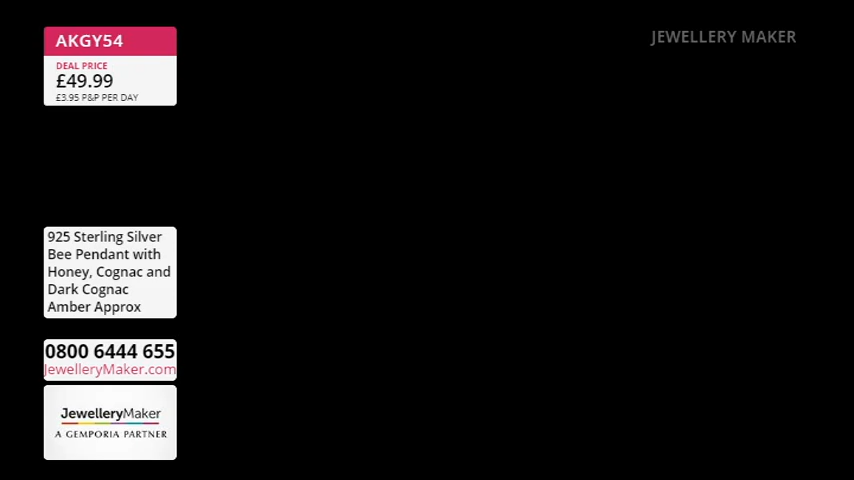 AKGY54
DEAL PRICE
£49.99
£3.95 P&P PER DAY
JEWELLERY MAKER
925 Sterling Silver
Bee Pendant with
Honey, Cognac and
Dark Cognac
Amber Approx
0800 6444 655
JewelleryMaker.com
JewelleryMaker
A GEMPORIA PARTNER